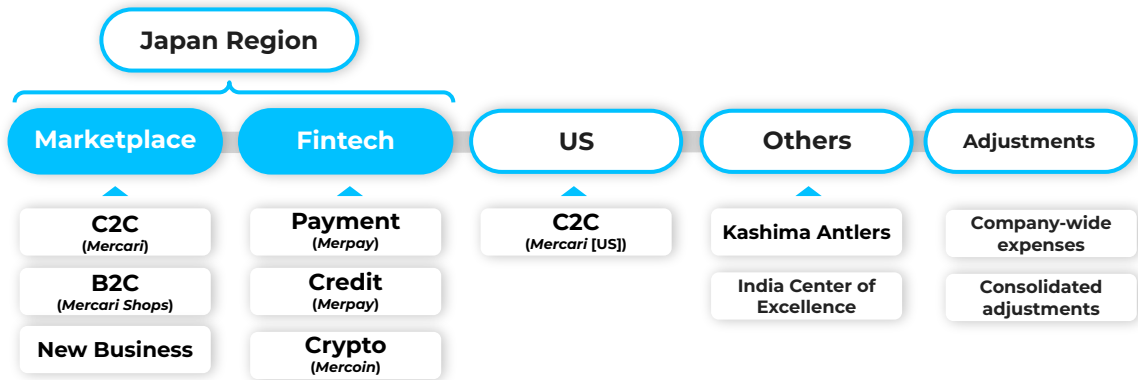 Japan Region
Marketplace
Fintech
US
Others
Adjustments
C2C
(Mercari)
B2C
(Mercari Shops)
New Business
Payment
(Merpay)
Credit
(Merpay)
Crypto
(Mercoin)
C2C
(Mercari [US])
Kashima Antlers
India Center of
Excellence
Company-wide
expenses
Consolidated
adjustments